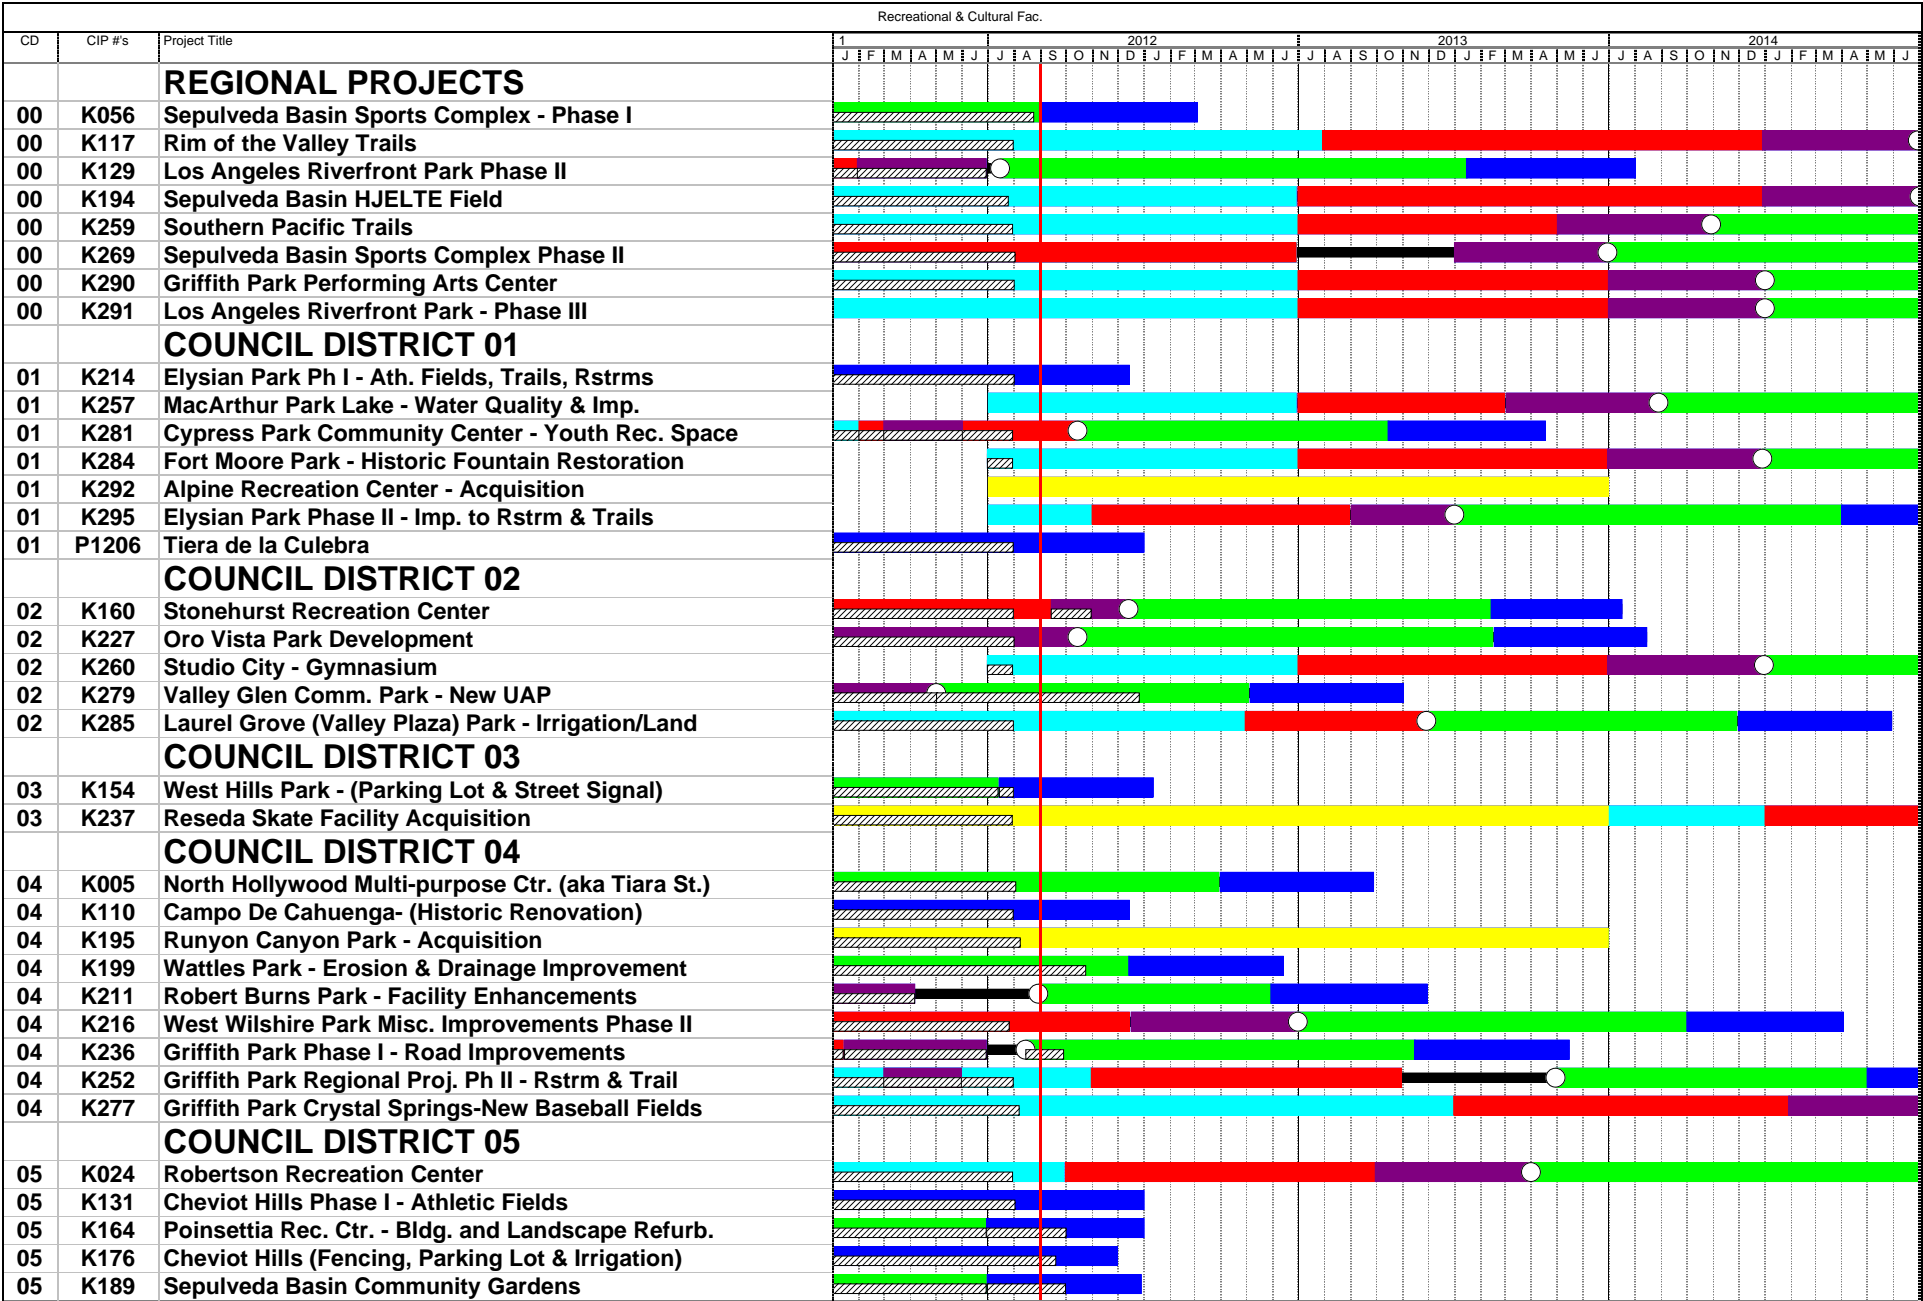 Recreational & Cultural Fac.
CD CIP #'s Project Title 1 2012 2013 2014
J F M A M J J A S O N D J F M A M J J A S O N D J F M A M J J A S O N D J F M A M J
REGIONAL PROJECTS
00 K056 Sepulveda Basin Sports Complex - Phase I
00 K117 Rim of the Valley Trails
00 K129 Los Angeles Riverfront Park Phase II
00 K194 Sepulveda Basin HJELTE Field
00 K259 Southern Pacific Trails
00 K269 Sepulveda Basin Sports Complex Phase II
00 K290 Griffith Park Performing Arts Center
00 K291 Los Angeles Riverfront Park - Phase III
COUNCIL DISTRICT 01
01 K214 Elysian Park Ph I - Ath. Fields, Trails, Rstrms
01 K257 MacArthur Park Lake - Water Quality & Imp.
01 K281 Cypress Park Community Center - Youth Rec. Space
01 K284 Fort Moore Park - Historic Fountain Restoration
01 K292 Alpine Recreation Center - Acquisition
01 K295 Elysian Park Phase II - Imp. to Rstrm & Trails
01 P1206 Tiera de la Culebra
COUNCIL DISTRICT 02
02 K160 Stonehurst Recreation Center
02 K227 Oro Vista Park Development
02 K260 Studio City - Gymnasium
02 K279 Valley Glen Comm. Park - New UAP
02 K285 Laurel Grove (Valley Plaza) Park - Irrigation/Land
COUNCIL DISTRICT 03
03 K154 West Hills Park - (Parking Lot & Street Signal)
03 K237 Reseda Skate Facility Acquisition
COUNCIL DISTRICT 04
04 K005 North Hollywood Multi-purpose Ctr. (aka Tiara St.)
04 K110 Campo De Cahuenga- (Historic Renovation)
04 K195 Runyon Canyon Park - Acquisition
04 K199 Wattles Park - Erosion & Drainage Improvement
04 K211 Robert Burns Park - Facility Enhancements
04 K216 West Wilshire Park Misc. Improvements Phase II
04 K236 Griffith Park Phase I - Road Improvements
04 K252 Griffith Park Regional Proj. Ph II - Rstrm & Trail
04 K277 Griffith Park Crystal Springs-New Baseball Fields
COUNCIL DISTRICT 05
05 K024 Robertson Recreation Center
05 K131 Cheviot Hills Phase I - Athletic Fields
05 K164 Poinsettia Rec. Ctr. - Bldg. and Landscape Refurb.
05 K176 Cheviot Hills (Fencing, Parking Lot & Irrigation)
05 K189 Sepulveda Basin Community Gardens